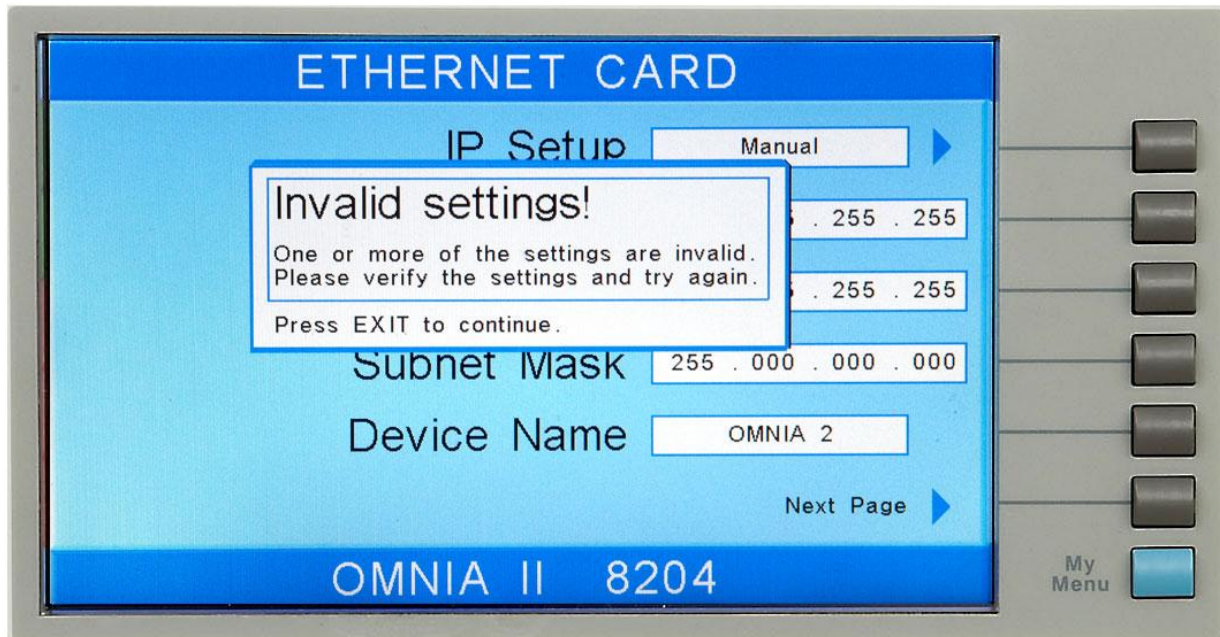 ETHERNET CARD
IP Setup Manual
Invalid settings!
. 255 . 255
One or more of the settings are invalid.
Please verify the settings and try again.
. 255 . 255
Press EXIT to continue.
Subnet Mask 255 . 000 . 000 . 000
Device Name OMNIA 2
Next Page
OMNIA II 8204
My
Menu